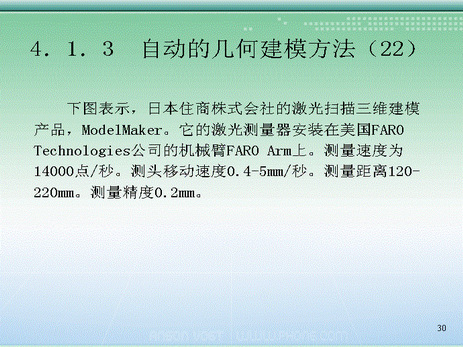 4．1．3　自动的几何建模方法（22）
下图表示，日本住商株式会社的激光扫描三维建模
产品，ModelMaker。它的激光测量器安装在美国FARO
Technologies公司的机械臂FARO Arm上。测量速度为
14000点/秒。测头移动速度0.4-5mm/秒。测量距离120-
220mm。测量精度0.2mm。
30